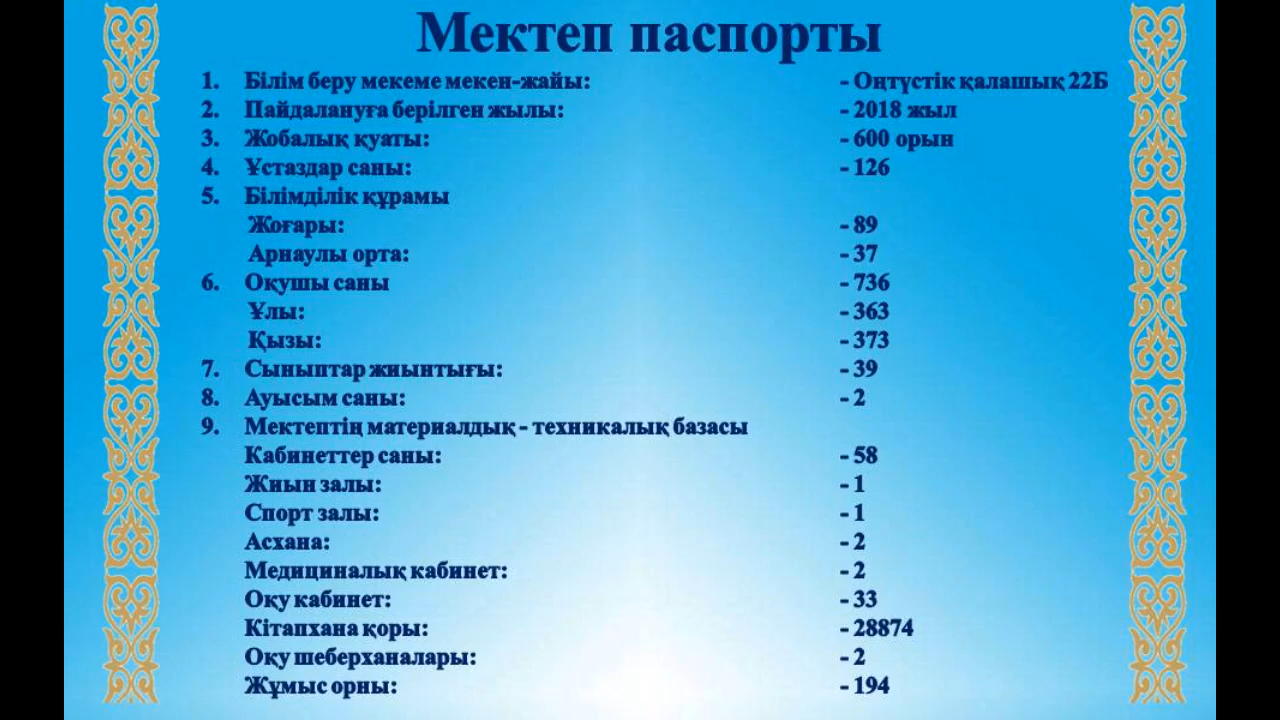 Мектеп паспорты
1. Білім беру мекеме мекен-жайы: - Оңтүстік қалашық 22Б
2. Пайдалануға берілген жылы: - 2018 жыл
3. Жобалық қуаты: - 600 орын
4. Ұстаздар саны: - 126
5. Білімділік құрамы
Жоғары: - 89
Арнаулы орта: - 37
6. Оқушы саны - 736
Ұлы: - 363
Қызы: - 373
7. Сыныптар жиынтығы: - 39
8. Ауысым саны: - 2
9. Мектептің материалдық - техникалық базасы
Кабинеттер саны: - 58
Жиын залы: - 1
Спорт залы: - 1
Асхана: - 2
Медициналық кабинет: - 2
Оқу кабинет: - 33
Кітапхана қоры: - 28874
Оқу шеберханалары: - 2
Жұмыс орны: - 194